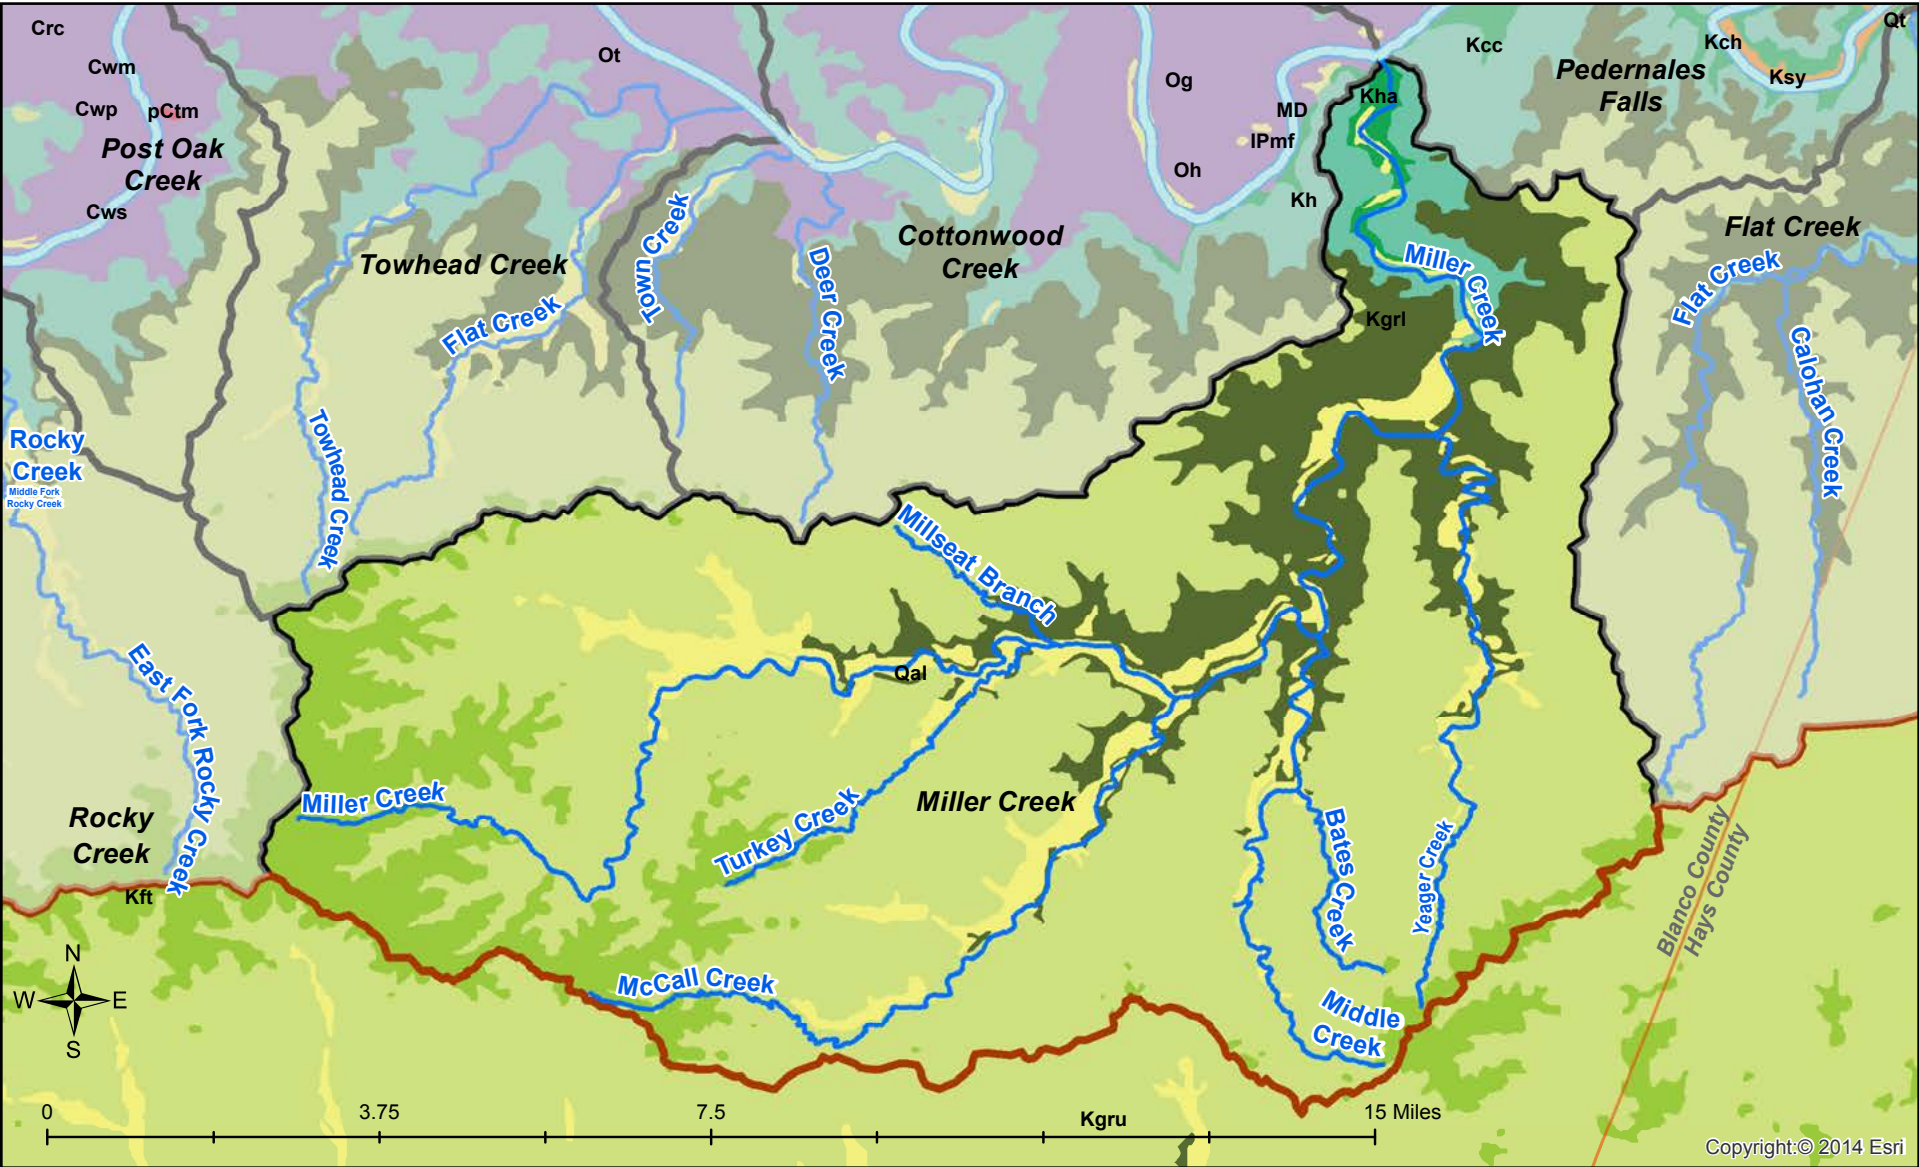 Crc
Cwm
Cwp
pCtm
Post Oak
Creek
Cws
Ot
Og
MD
IPmf
Oh
Kh
Kha
Kcc
Pedernales
Falls
Kch
Ksy
Qt
Towhead Creek
Flat Creek
Town Creek
Deer Creek
Cottonwood
Creek
Miller Creek
Kgrl
Flat Creek
Flat Creek
Calohan Creek
Rocky
Creek
Middle Fork
Rocky Creek
Towhead Creek
Millseat Branch
East Fork Rocky Creek
Qal
Miller Creek
Miller Creek
Turkey Creek
Bates Creek
Yeager Creek
Rocky
Creek
Kft
McCall Creek
Middle
Creek
Blanco County
Hays County
N
W
E
S
0
3.75
7.5
15 Miles
Kgru
Copyright:© 2014 Esri